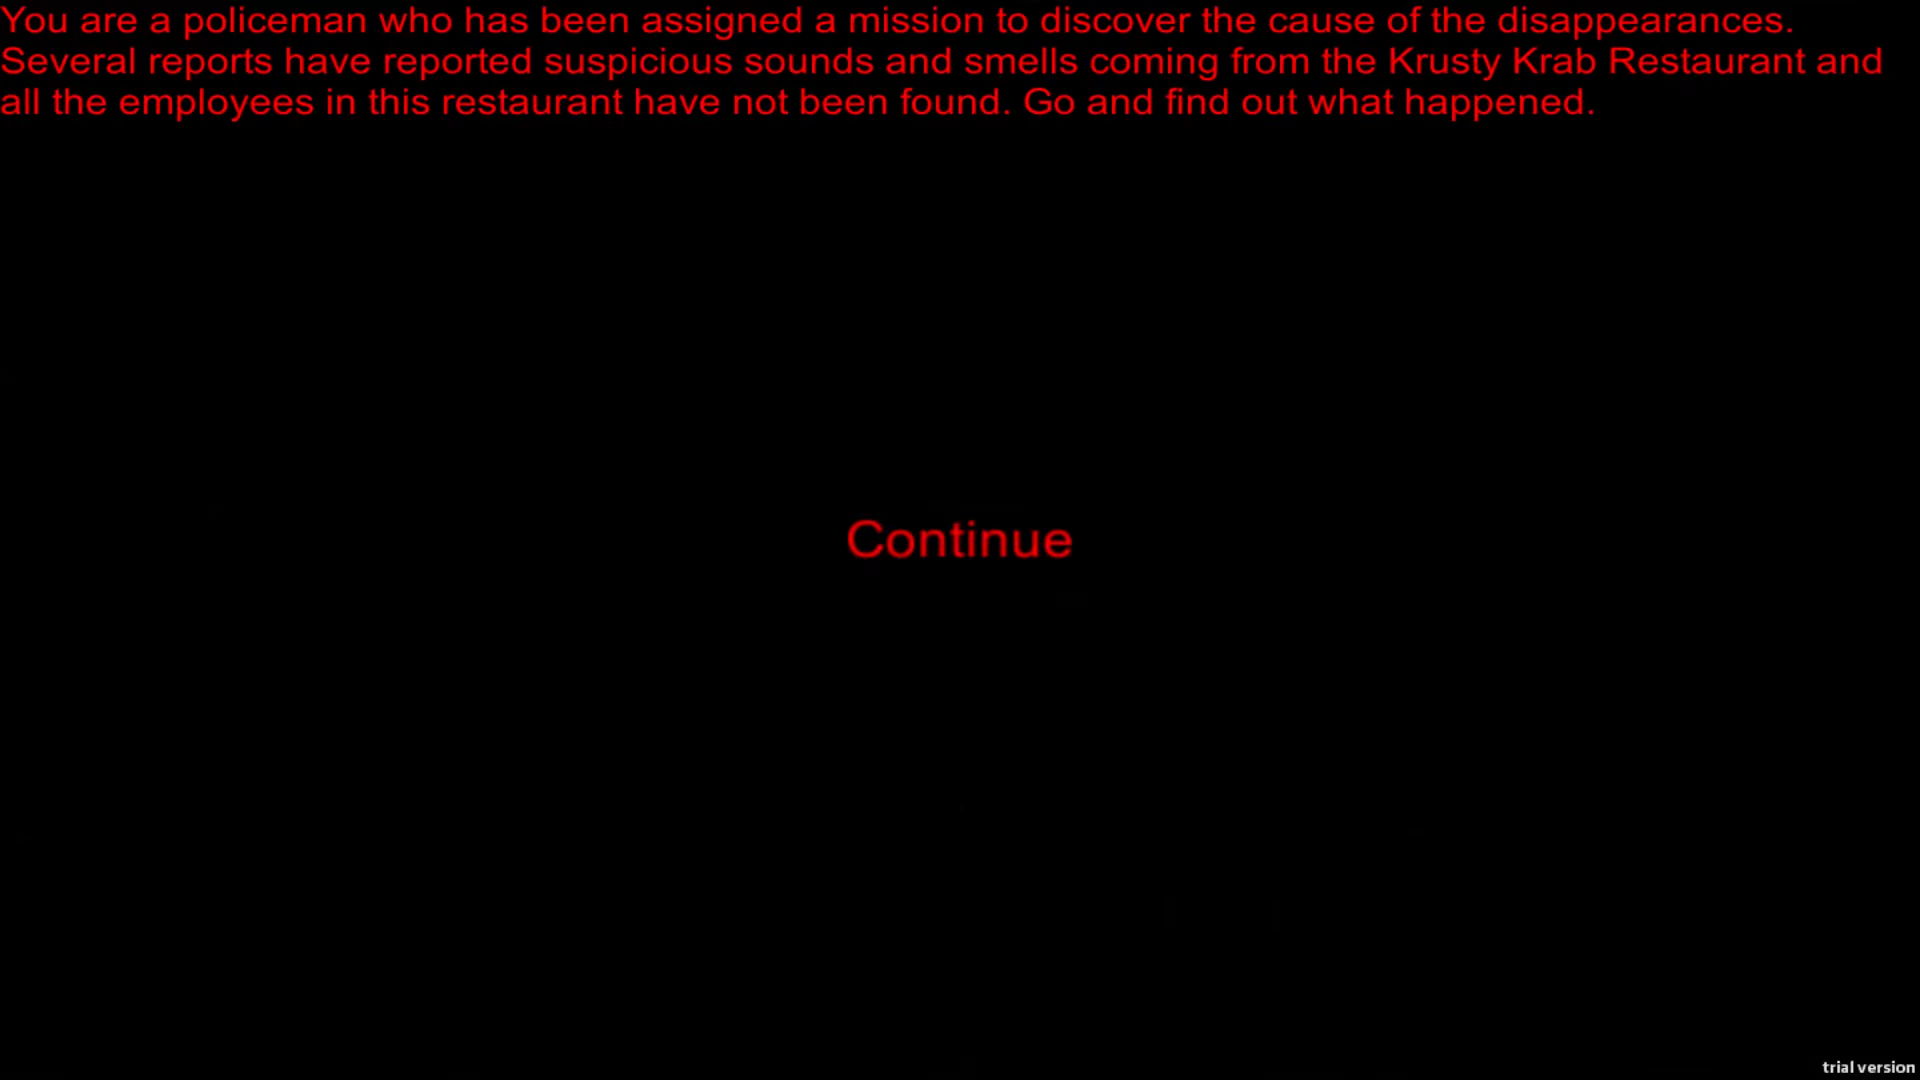 You are a policeman who has been assigned a mission to discover the cause of the disappearances.
Several reports have reported suspicious sounds and smells coming from the Krusty Krab Restaurant and
all the employees in this restaurant have not been found. Go and find out what happened.
Continue
trial version